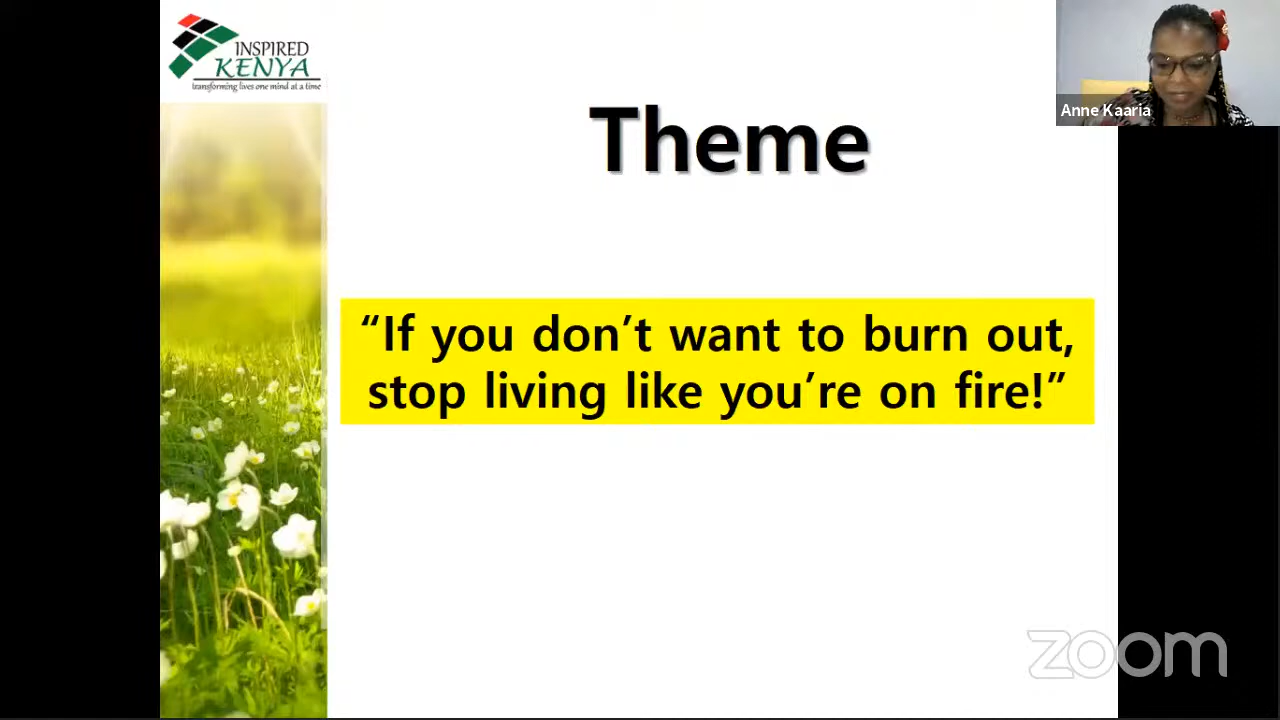 INSPIRED
KENYA
transforming lives one mind at a time
Anne Kaaria
Theme
“If you don’t want to burn out,
stop living like you’re on fire!”
zoom